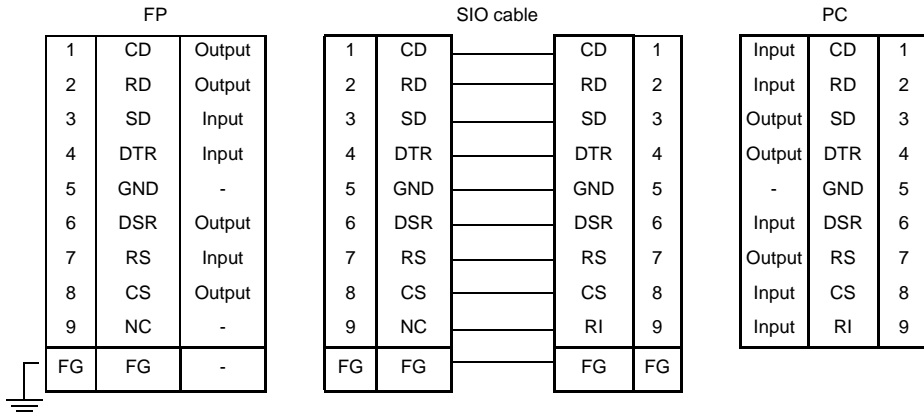 FP SIO cable PC
1 CD Output 1 CD CD 1 Input CD 1
2 RD Output 2 RD RD 2 Input RD 2
3 SD Input 3 SD SD 3 Output SD 3
4 DTR Input 4 DTR DTR 4 Output DTR 4
5 GND - 5 GND GND 5 - GND 5
6 DSR Output 6 DSR DSR 6 Input DSR 6
7 RS Input 7 RS RS 7 Output RS 7
8 CS Output 8 CS CS 8 Input CS 8
9 NC - 9 NC RI 9 Input RI 9
FG FG - FG FG FG FG